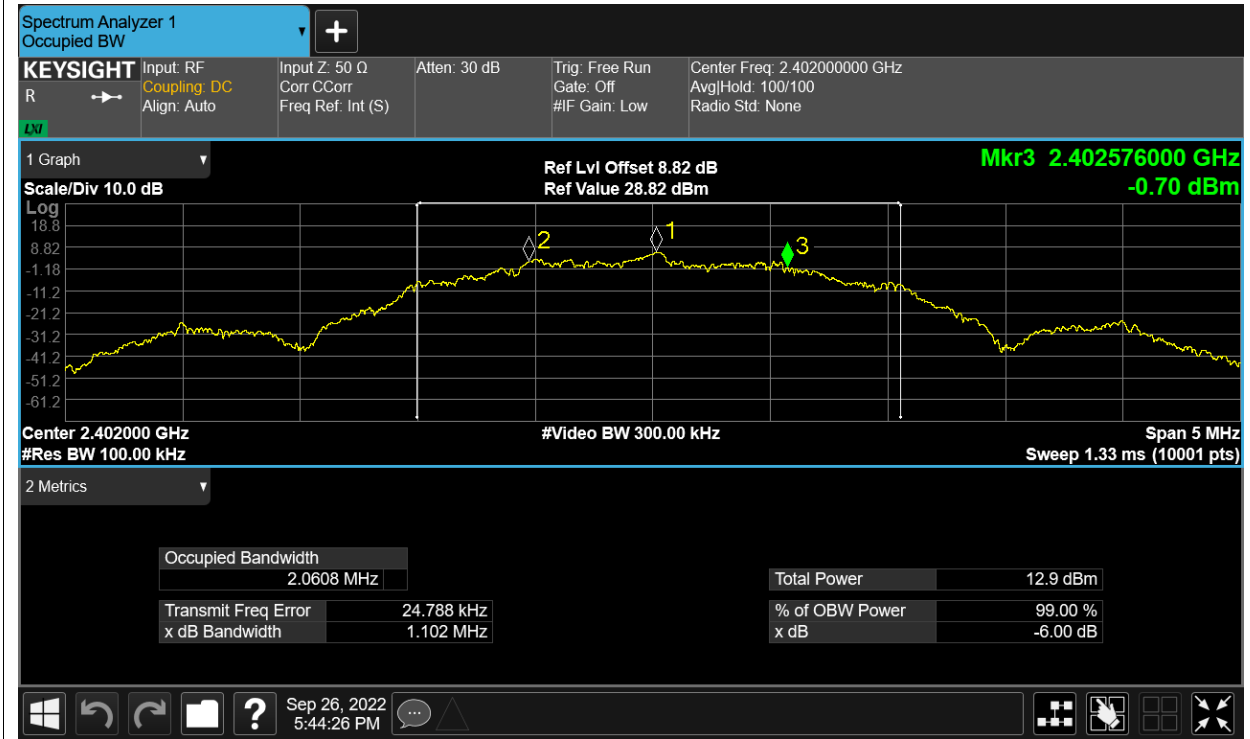 Spectrum Analyzer 1
Occupied BW
KEYSIGHT
R
LXI
Input: RF
Coupling: DC
Align: Auto
Input Z: 50 Ω
Corr CCorr
Freq Ref: Int (S)
Atten: 30 dB
Trig: Free Run
Gate: Off
#IF Gain: Low
Center Freq: 2.402000000 GHz
Avg|Hold: 100/100
Radio Std: None
1 Graph
Scale/Div 10.0 dB
Ref Lvl Offset 8.82 dB
Ref Value 28.82 dBm
Mkr3 2.402576000 GHz
-0.70 dBm
Log
18.8
8.82
-1.18
-11.2
-21.2
-31.2
-41.2
-51.2
-61.2
2
1
3
Center 2.402000 GHz
#Res BW 100.00 kHz
#Video BW 300.00 kHz
Span 5 MHz
Sweep 1.33 ms (10001 pts)
2 Metrics
Occupied Bandwidth
2.0608 MHz
Transmit Freq Error 24.788 kHz
x dB Bandwidth 1.102 MHz
Total Power 12.9 dBm
% of OBW Power 99.00 %
x dB -6.00 dB
?
Sep 26, 2022
5:44:26 PM